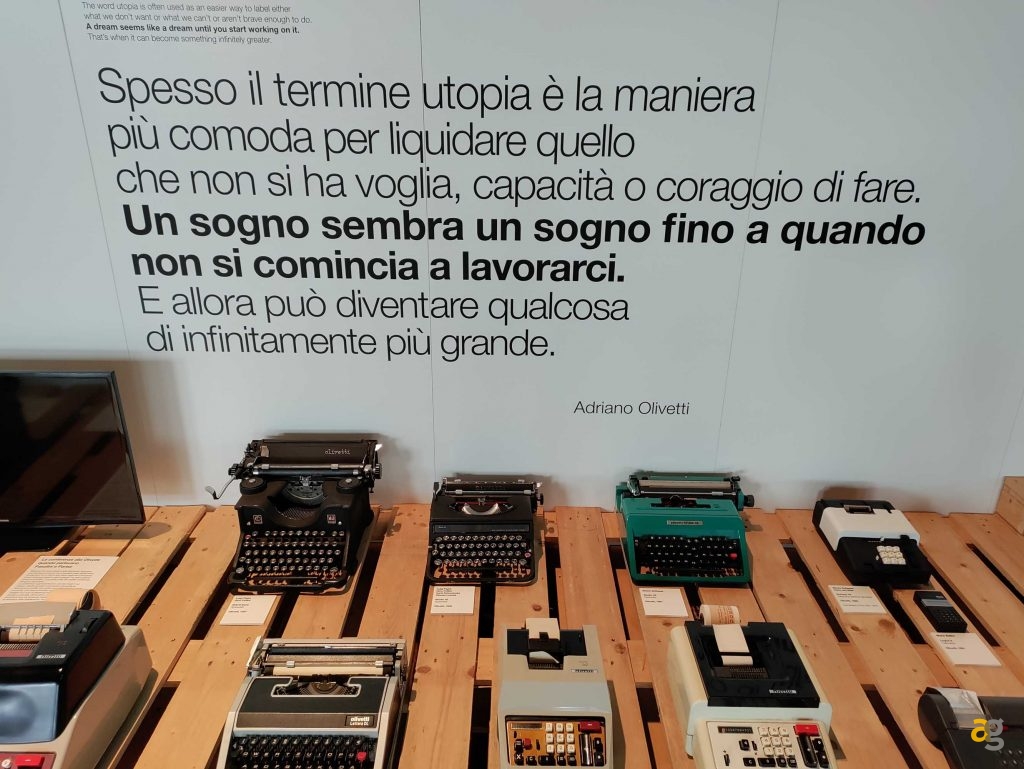 The word utopia is often used as an easier way to label either
what we don't want or what we can't or aren't brave enough to do.
A dream seems like a dream until you start working on it.
That's when it can become something infinitely greater.
Spesso il termine utopia è la maniera
più comoda per liquidare quello
che non si ha voglia, capacità o coraggio di fare.
Un sogno sembra un sogno fino a quando
non si comincia a lavorarci.
E allora può diventare qualcosa
di infinitamente più grande.
Adriano Olivetti
olivetti
olivetti
Lettera DL
ag